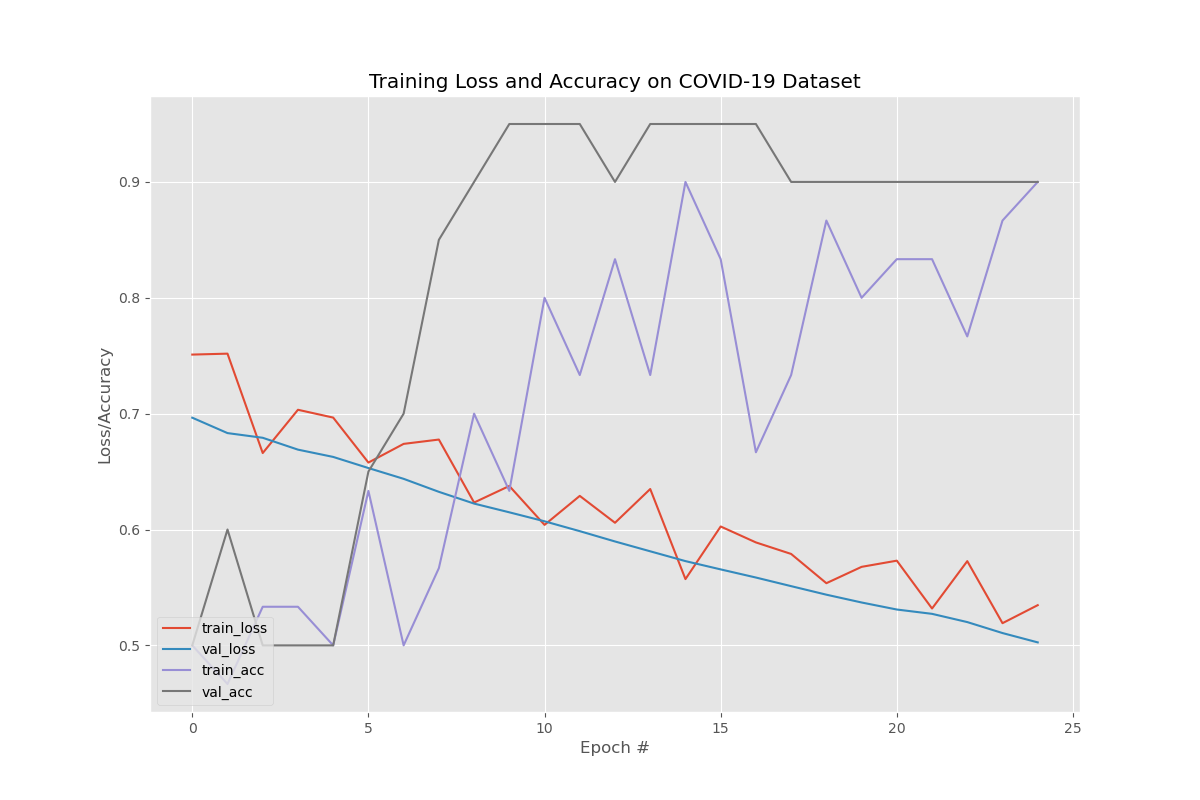 Training Loss and Accuracy on COVID-19 Dataset
Loss/Accuracy
0.9
0.8
0.7
0.6
0.5
train_loss
val_loss
train_acc
val_acc
0 5 10 15 20 25
Epoch #